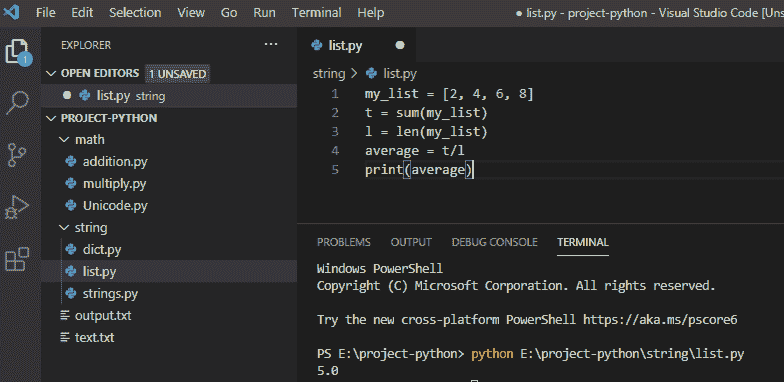 File Edit Selection View Go Run Terminal Help
● list.py - project-python - Visual Studio Code [Uns
EXPLORER ...
OPEN EDITORS 1 UNSAVED
list.py string
PROJECT-PYTHON
math
addition.py
multiply.py
Unicode.py
string
dict.py
list.py
strings.py
output.txt
text.txt
1
list.py
string > list.py
1 my_list = [2, 4, 6, 8]
2 t = sum(my_list)
3 l = len(my_list)
4 average = t/l
5 print(average)
PROBLEMS OUTPUT DEBUG CONSOLE TERMINAL
Windows PowerShell
Copyright (C) Microsoft Corporation. All rights reserved.
Try the new cross-platform PowerShell https://aka.ms/pscore6
PS E:\project-python> python E:\project-python\string\list.py
5.0